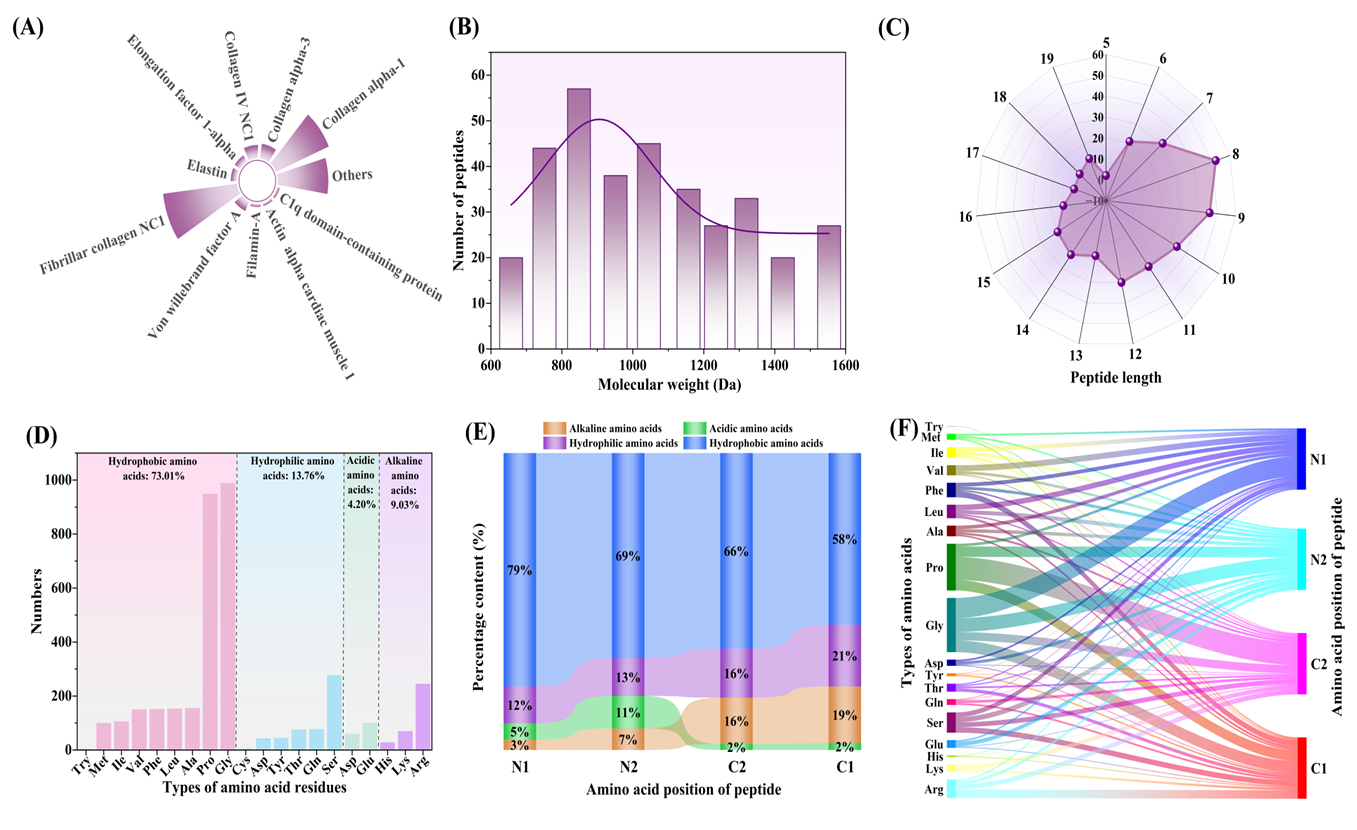 (A)
Elongation factor 1-alpha
Collagen IV NC1
Collagen alpha-3
Collagen alpha-1
Others
C1q domain-containing protein
Actin alpha cardiac muscle 1
Filamin-A
Von willebrand factor A
Fibrillar collagen NC1
Elastin
(B)
Number of peptides
60
50
40
30
20
10
0
600 800 1000 1200 1400 1600
Molecular weight (Da)
(C)
5
6
7
8
9
10
11
12
13
14
15
16
17
18
19
60
50
40
30
20
10
0
-10
Peptide length
(D)
Hydrophobic amino
acids: 73.01%
Hydrophilic amino
acids: 13.76%
Acidic
amino
acids:
4.20%
Alkaline
amino
acids:
9.03%
Numbers
1000
800
600
400
200
0
Try Met Ile Val Phe Leu Ala Pro Gly Cys Asp Tyr Thr Gln Ser Asp Glu His Lys Arg
Types of amino acid residues
(E)
Alkaline amino acids
Acidic amino acids
Hydrophilic amino acids
Hydrophobic amino acids
Percentage content (%)
79% 69% 66% 58%
12% 13% 16% 21%
5% 11% 16% 19%
3% 7% 2% 2%
N1 N2 C2 C1
Amino acid position of peptide
(F)
Types of amino acids
Try
Met
Ile
Val
Phe
Leu
Ala
Pro
Gly
Asp
Tyr
Thr
Gln
Ser
Glu
His
Lys
Arg
N1
N2
C2
C1
Amino acid position of peptide